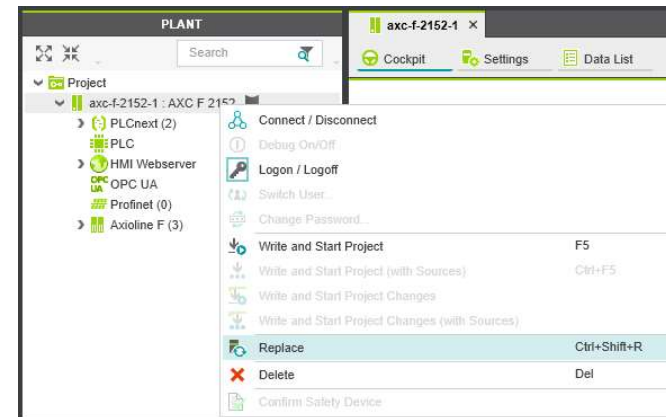 PLANT
axc-f-2152-1 ×
Search
Cockpit
Settings
Data List
Project
axc-f-2152-1 : AXC F 2152
PLCnext (2)
PLC
HMI Webserver
OPC UA
OPC UA
Profinet (0)
Axioline F (3)
Connect / Disconnect
Debug On/Off
Logon / Logoff
Switch User...
Change Password...
Write and Start Project F5
Write and Start Project (with Sources) Ctrl+F5
Write and Start Project Changes
Write and Start Project Changes (with Sources)
Replace Ctrl+Shift+R
Delete Del
Confirm Safety Device